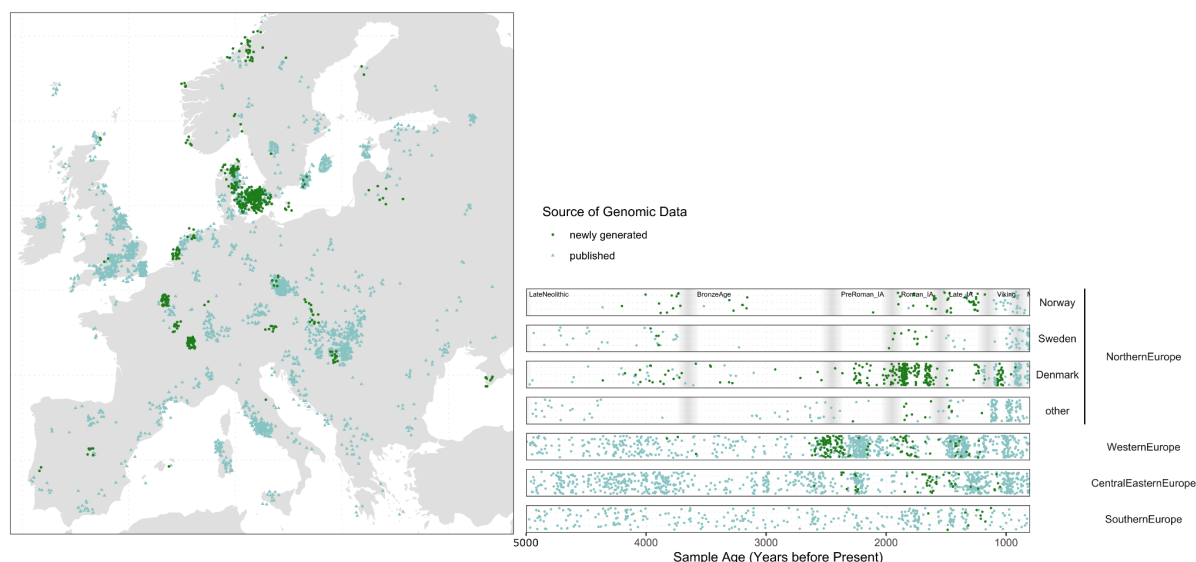 Source of Genomic Data
newly generated
published
LateNeolithic BronzeAge PreRoman_IA Roman_IA Late_IA Viking
Norway
Sweden
NorthernEurope
Denmark
other
WesternEurope
CentralEasternEurope
SouthernEurope
5000 4000 3000 2000 1000
Sample Age (Years before Present)